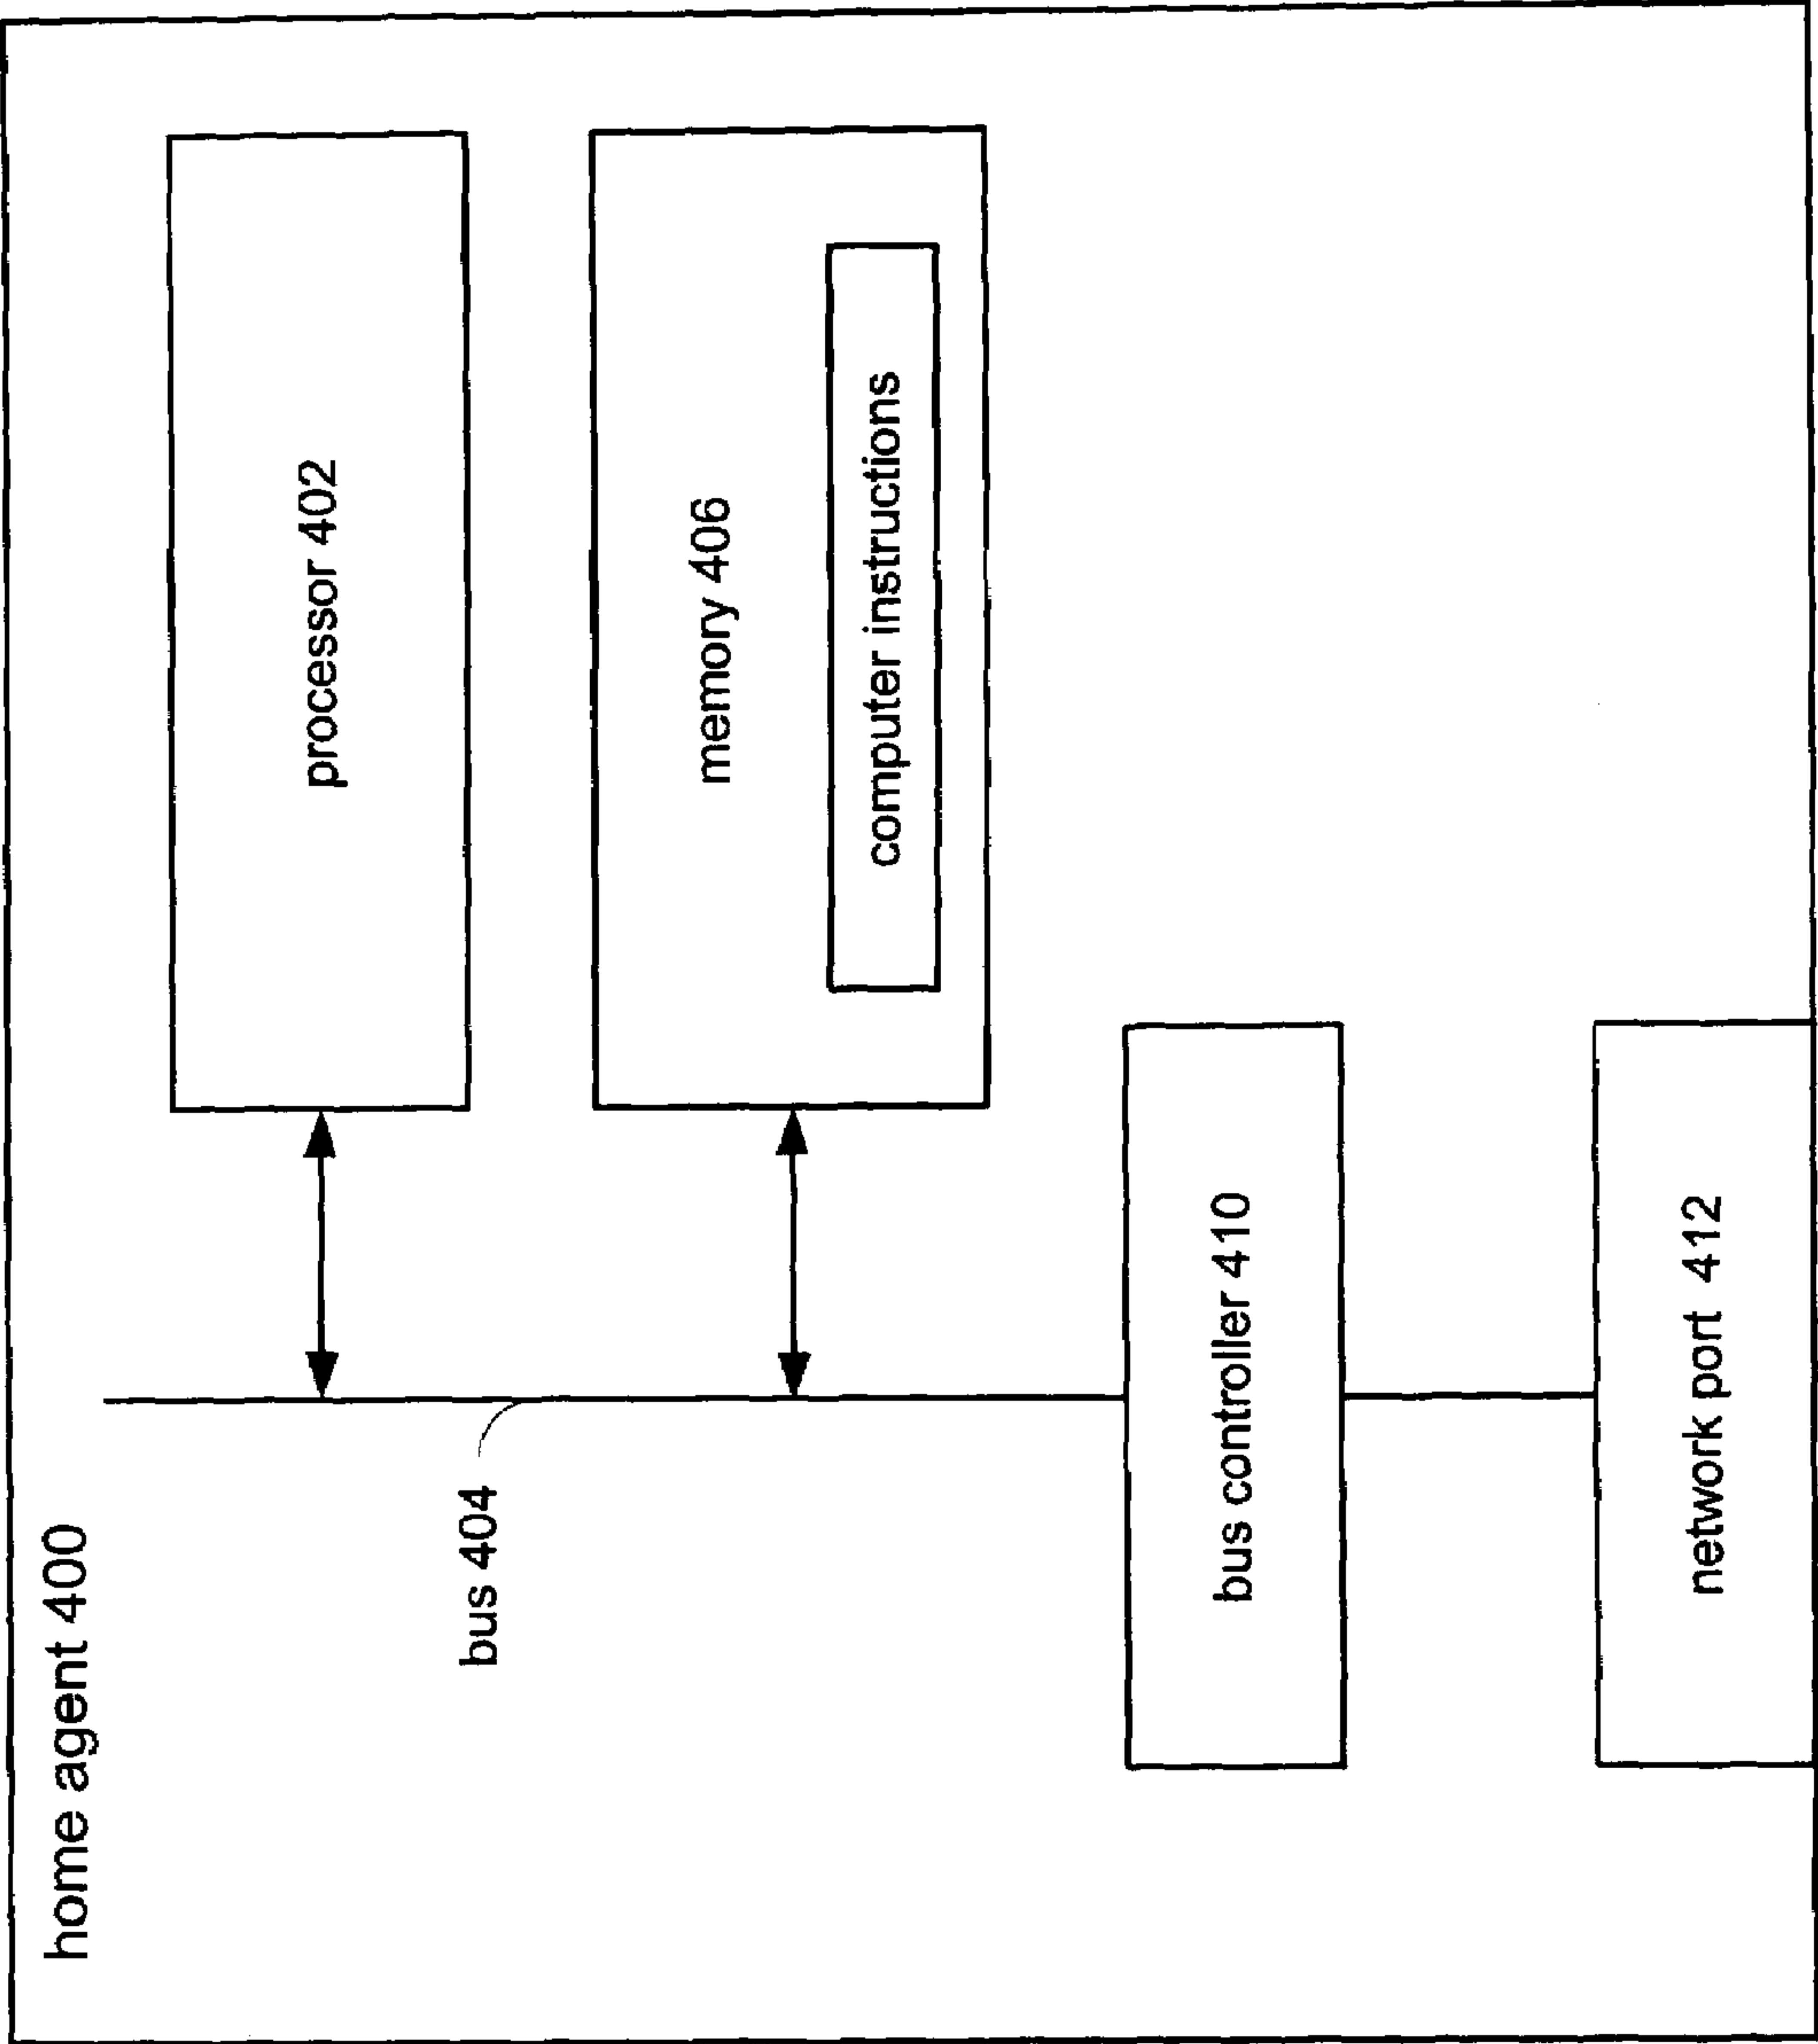 home agent 400
processor 402
bus 404
memory 406
computer instructions
bus controller 410
network port 412